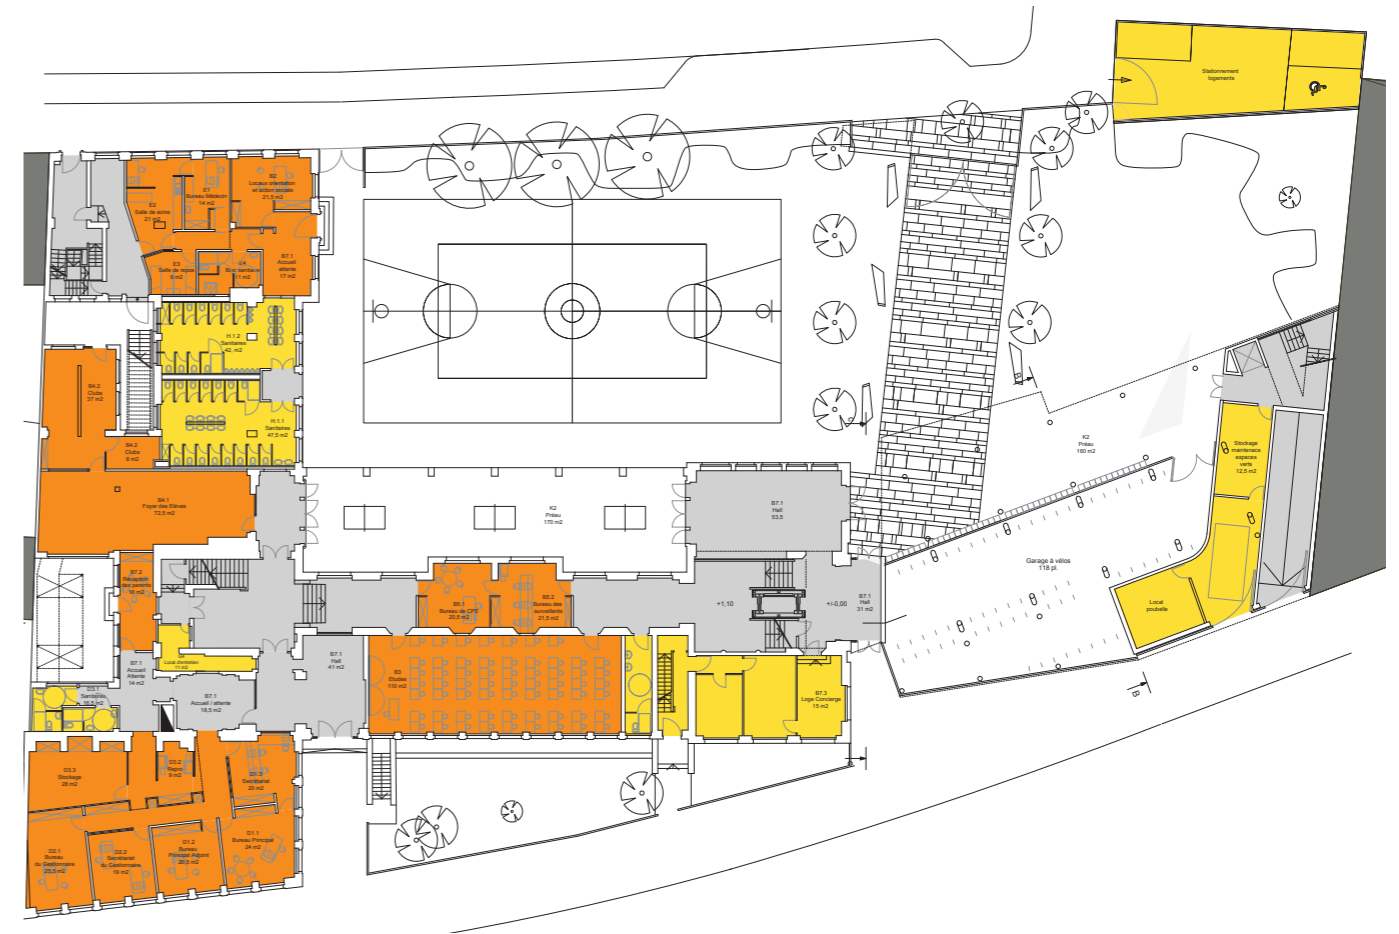 Stationnement
logements
E2
Salle de soins
21 m2
E1
Bureau Médecin
14 m2
B2
Locaux orientation
et action sociale
21,5 m2
E3
Salle de repos
9 m2
E4
Bloc sanitaire
11 m2
B7.1
Accueil
attente
17 m2
H.1.2
Sanitaires
42, m2
B4.2
Clubs
37 m2
H.1.1
Sanitaires
47,5 m2
B4.2
Clubs
8 m2
B4.1
Foyer des Elèves
72,5 m2
K2
Préau
170 m2
B7.1
Hall
53,5
B
K2
Préau
160 m2
Stockage
maintenace
espaces
verts
12,5 m2
Garage à vélos
118 pl.
Local
poubelle
B
B7.2
Réception
des parents
15 m2
B5.1
Bureau de CPE
20,5 m2
B5.2
Bureau des
surveillants
21,5 m2
+1,10
+/-0,00
B7.1
Hall
31 m2
Local d'entretien
11 m2
B7.1
Accueil
Attente
14 m2
B7.1
Hall
41 m2
B3
Etudes
110 m2
D3.1
Sanitaires
16,5 m2
B7.1
Accueil / attente
18,5 m2
B7.3
Loge Concierge
15 m2
D3.3
Stockage
28 m2
D3.2
Repro
9 m2
D1.3
Secrétariat
20 m2
D2.1
Bureau
du Gestionnaire
25,5 m2
D2.2
Secrétariat
du Gestionnaire
19 m2
D1.2
Bureau
Principal Adjoint
20,5 m2
D1.1
Bureau Principal
24 m2